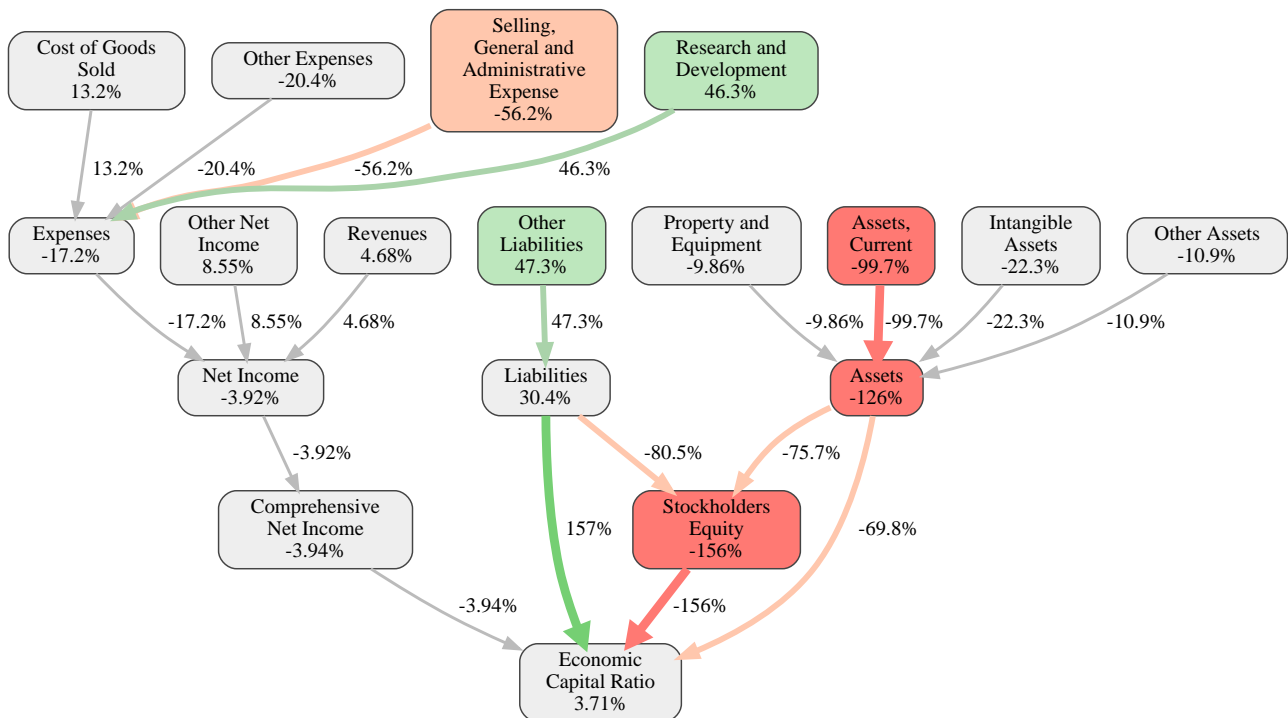 Cost of Goods
Sold
13.2%
Other Expenses
-20.4%
Selling,
General and
Administrative
Expense
-56.2%
Research and
Development
46.3%
13.2%
-20.4%
-56.2%
46.3%
Expenses
-17.2%
Other Net
Income
8.55%
Revenues
4.68%
Other
Liabilities
47.3%
Property and
Equipment
-9.86%
Assets,
Current
-99.7%
Intangible
Assets
-22.3%
Other Assets
-10.9%
-17.2%
8.55%
4.68%
47.3%
-9.86%
-99.7%
-22.3%
-10.9%
Net Income
-3.92%
Liabilities
30.4%
Assets
-126%
-3.92%
-80.5%
-75.7%
Comprehensive
Net Income
-3.94%
157%
Stockholders
Equity
-156%
-69.8%
-3.94%
-156%
Economic
Capital Ratio
3.71%